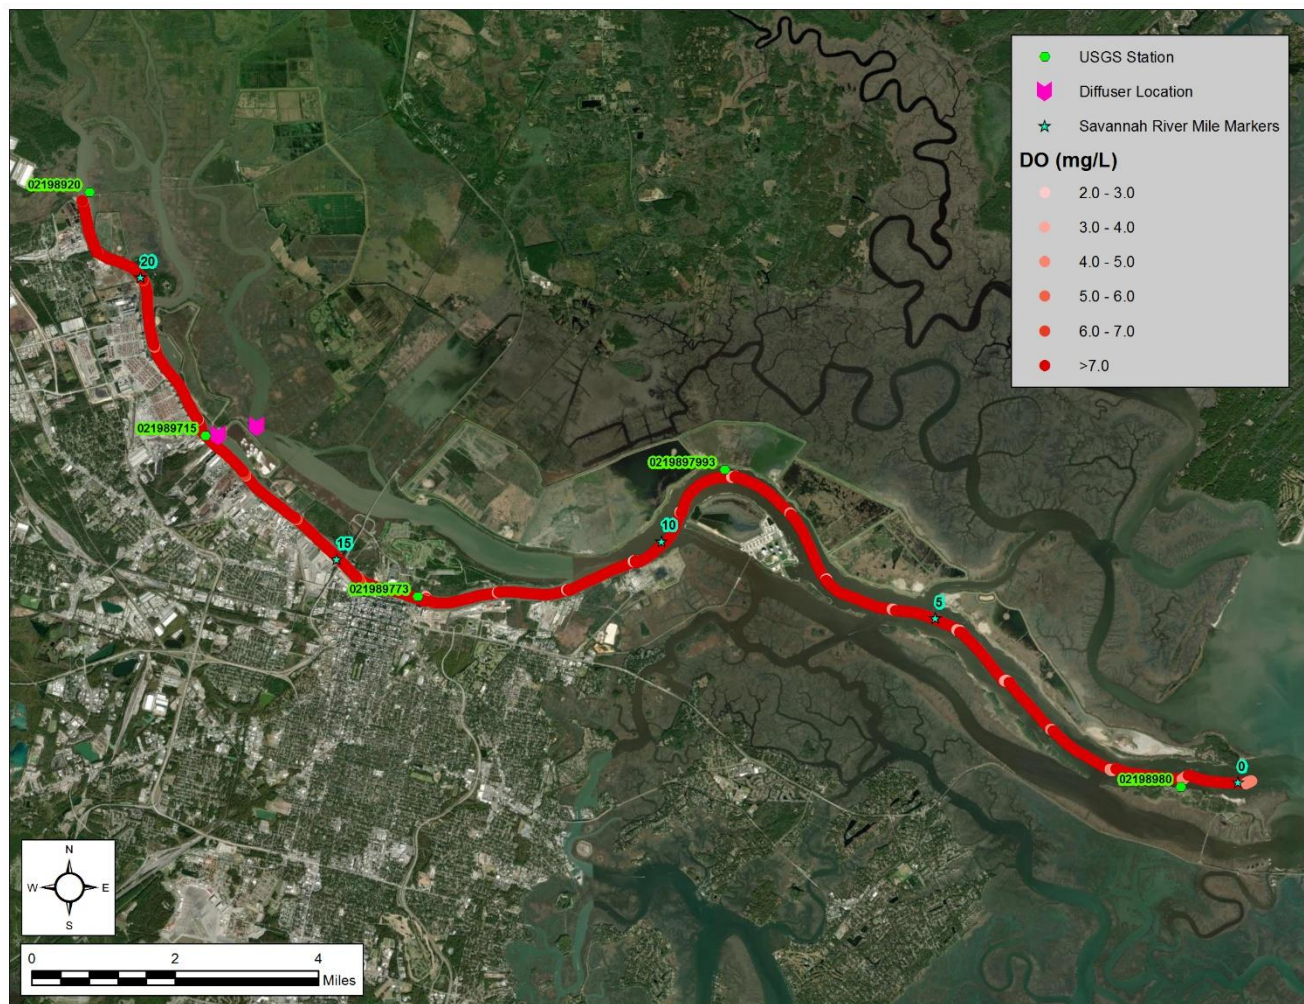 USGS Station
Diffuser Location
Savannah River Mile Markers
DO (mg/L)
2.0 - 3.0
3.0 - 4.0
4.0 - 5.0
5.0 - 6.0
6.0 - 7.0
>7.0
02198920
20
021989715
0219897993
10
15
021989773
5
0
02198980
N
W E
S
0 2 4
Miles